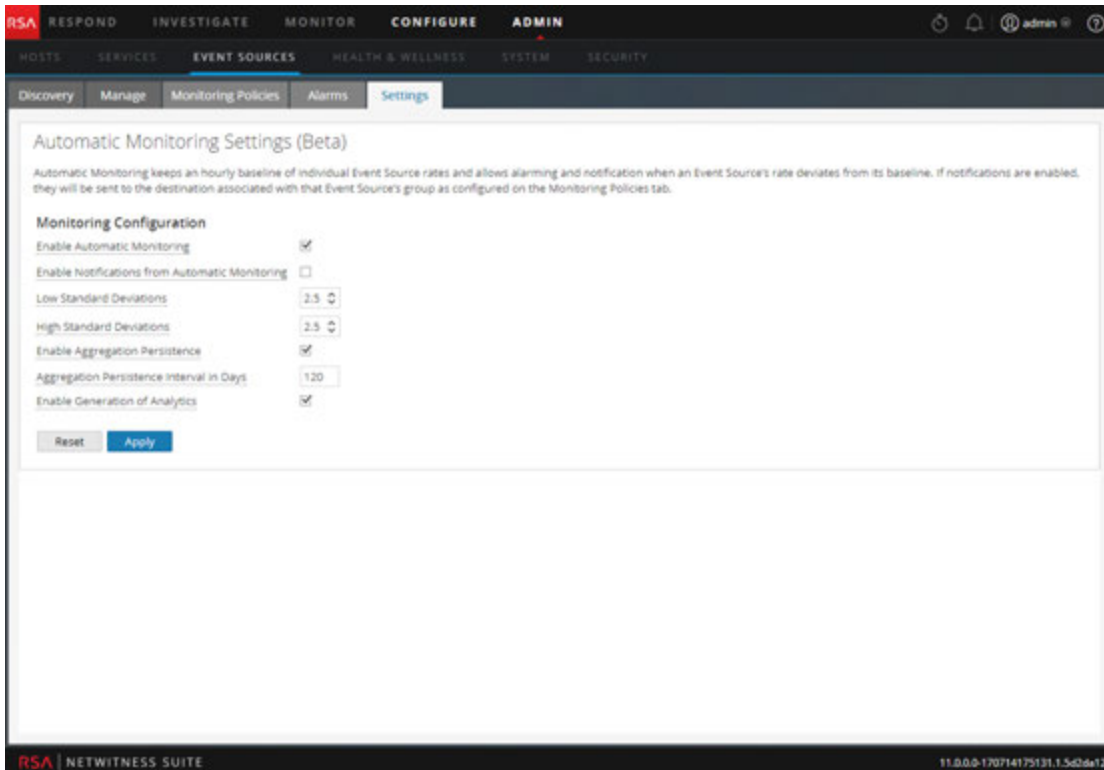 RSA RESPOND INVESTIGATE MONITOR CONFIGURE ADMIN admin ?
HOSTS SERVICES EVENT SOURCES HEALTH & WELLNESS SYSTEM SECURITY
Discovery Manage Monitoring Policies Alarms Settings
Automatic Monitoring Settings (Beta)
Automatic Monitoring keeps an hourly baseline of individual Event Source rates and allows alarming and notification when an Event Source's rate deviates from its baseline. If notifications are enabled,
they will be sent to the destination associated with that Event Source's group as configured on the Monitoring Policies tab.
Monitoring Configuration
Enable Automatic Monitoring
Enable Notifications from Automatic Monitoring
Low Standard Deviations 2.5
High Standard Deviations 2.5
Enable Aggregation Persistence
Aggregation Persistence Interval in Days 120
Enable Generation of Analytics
Reset Apply
RSA NETWITNESS SUITE 11.0.0.0-170714175131.1.5d2da12